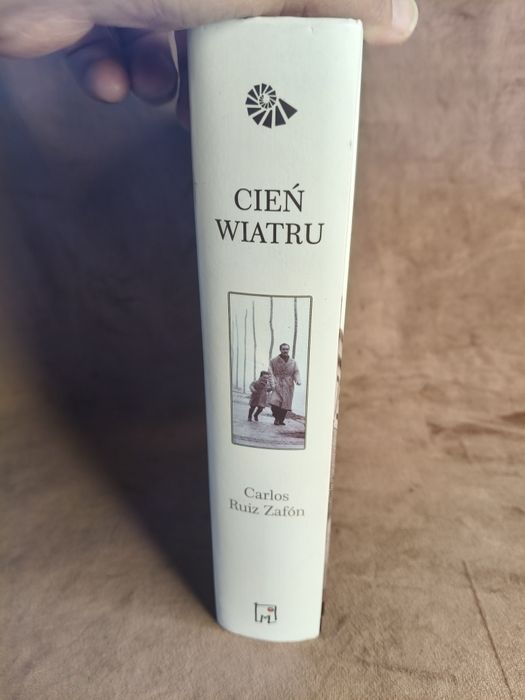 CIEŃ
WIATRU
Carlos
Ruiz Zafón
M